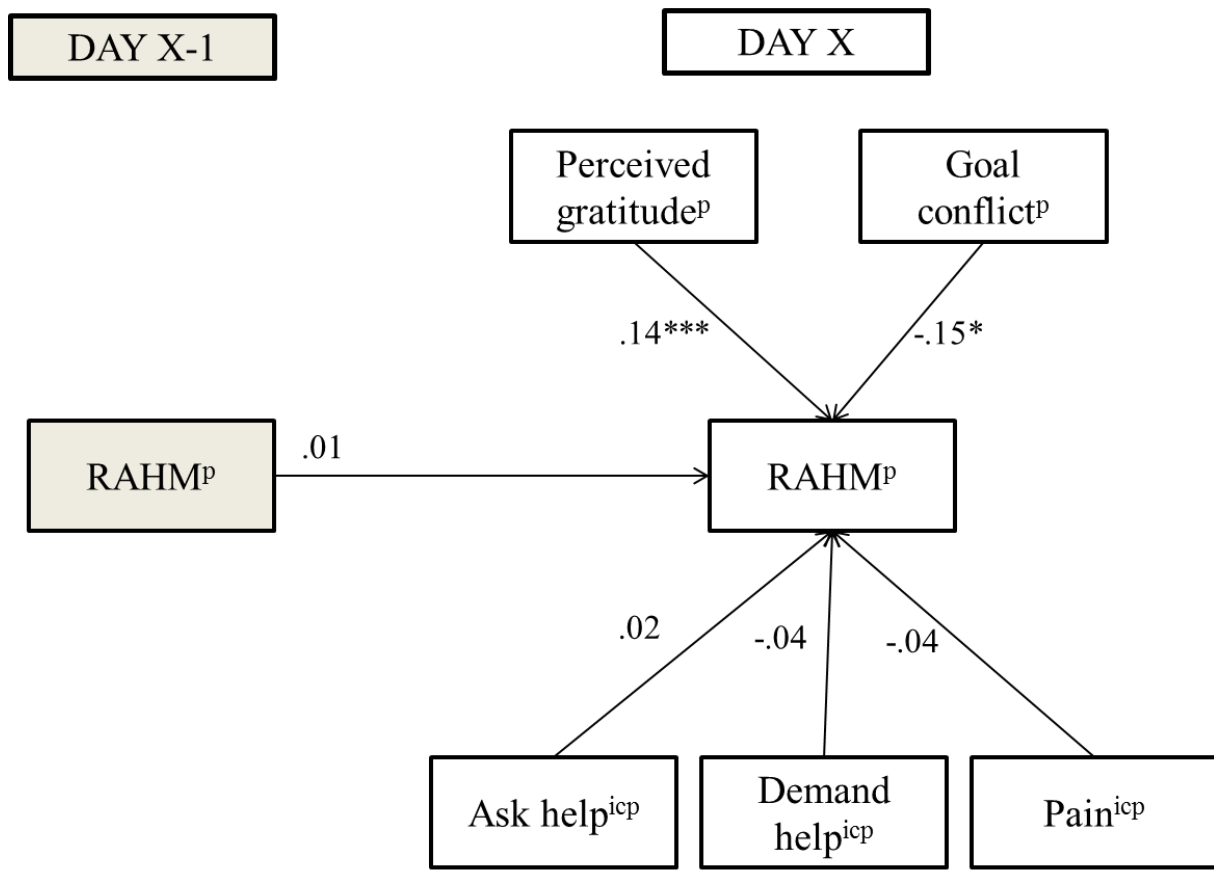 DAY X-1
DAY X
Perceived
gratitudeᵖ
Goal
conflictᵖ
.14***
-.15*
RAHMᵖ
.01
RAHMᵖ
.02
-.04
-.04
Ask helpⁱᶜᵖ
Demand
helpⁱᶜᵖ
Painⁱᶜᵖ